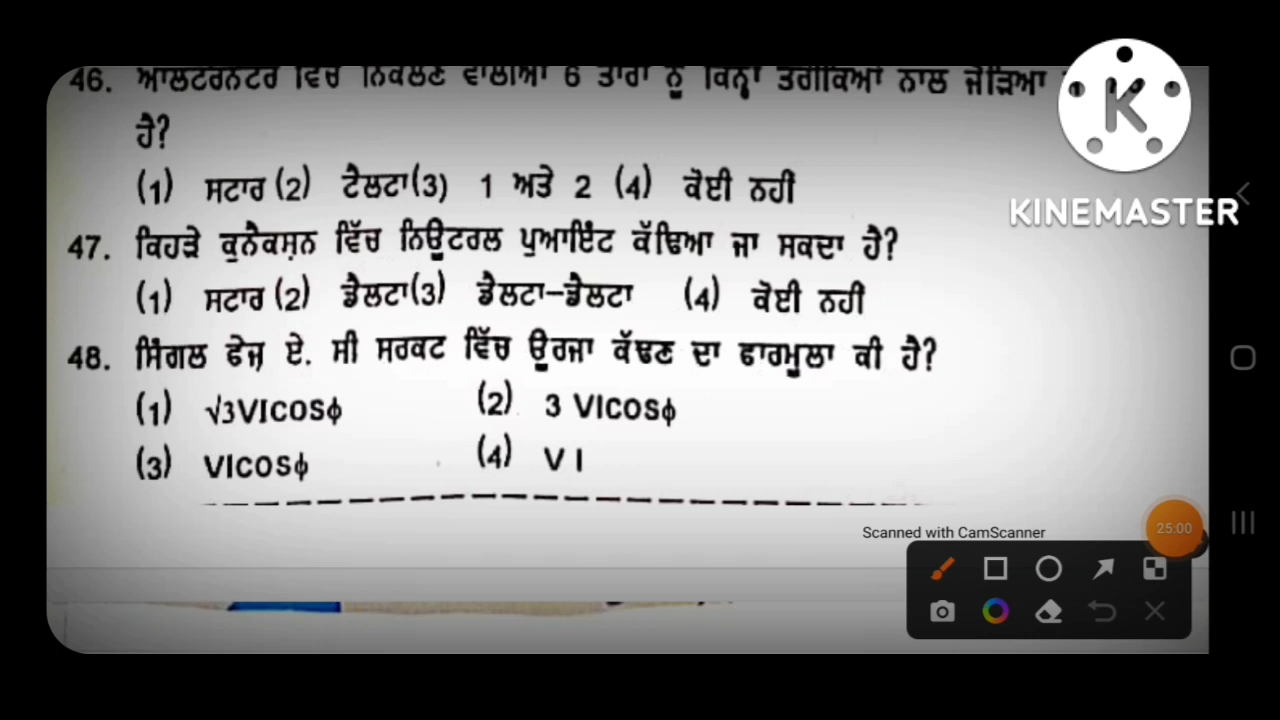 46. ਆਲਟਰਨੇਟਰ ਵਿੱਚ ਨਿਕਲਣ ਵਾਲੀਆਂ 6 ਤਾਰਾਂ ਨੂੰ ਕਿਨ੍ਹਾਂ ਤਰੀਕਿਆਂ ਨਾਲ ਜੋੜਿਆ
ਹੈ?
(1) ਸਟਾਰ (2) ਟੈਲਟਾ(3) 1 ਅਤੇ 2 (4) ਕੋਈ ਨਹੀਂ
47. ਕਿਹੜੇ ਕੁਨੈਕਸ਼ਨ ਵਿੱਚ ਨਿਊਟਰਲ ਪੁਆਇੰਟ ਕੱਢਿਆ ਜਾ ਸਕਦਾ ਹੈ?
(1) ਸਟਾਰ (2) ਡੈਲਟਾ(3) ਡੈਲਟਾ–ਡੈਲਟਾ (4) ਕੋਈ ਨਹੀਂ
48. ਸਿੰਗਲ ਫੇਜ਼ ਏ. ਸੀ ਸਰਕਟ ਵਿੱਚ ਊਰਜਾ ਕੱਢਣ ਦਾ ਫਾਰਮੂਲਾ ਕੀ ਹੈ?
(1) √3VICOSϕ (2) 3 VICOSϕ
(3) VICOSϕ (4) V I
Scanned with CamScanner
KINEMASTER
25:00